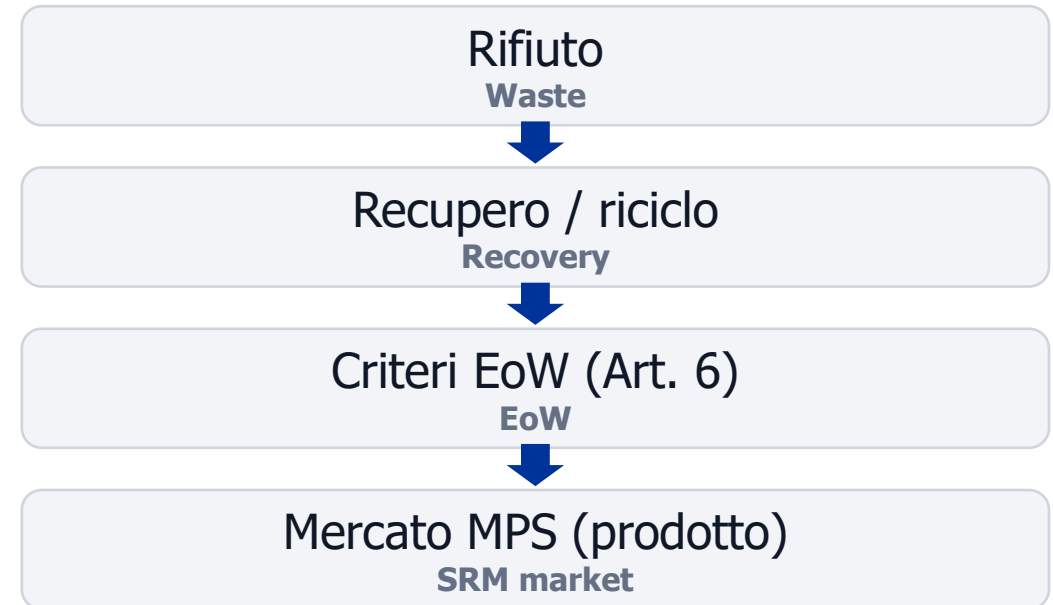 Rifiuto
Waste
Recupero / riciclo
Recovery
Criteri EoW (Art. 6)
EoW
Mercato MPS (prodotto)
SRM market